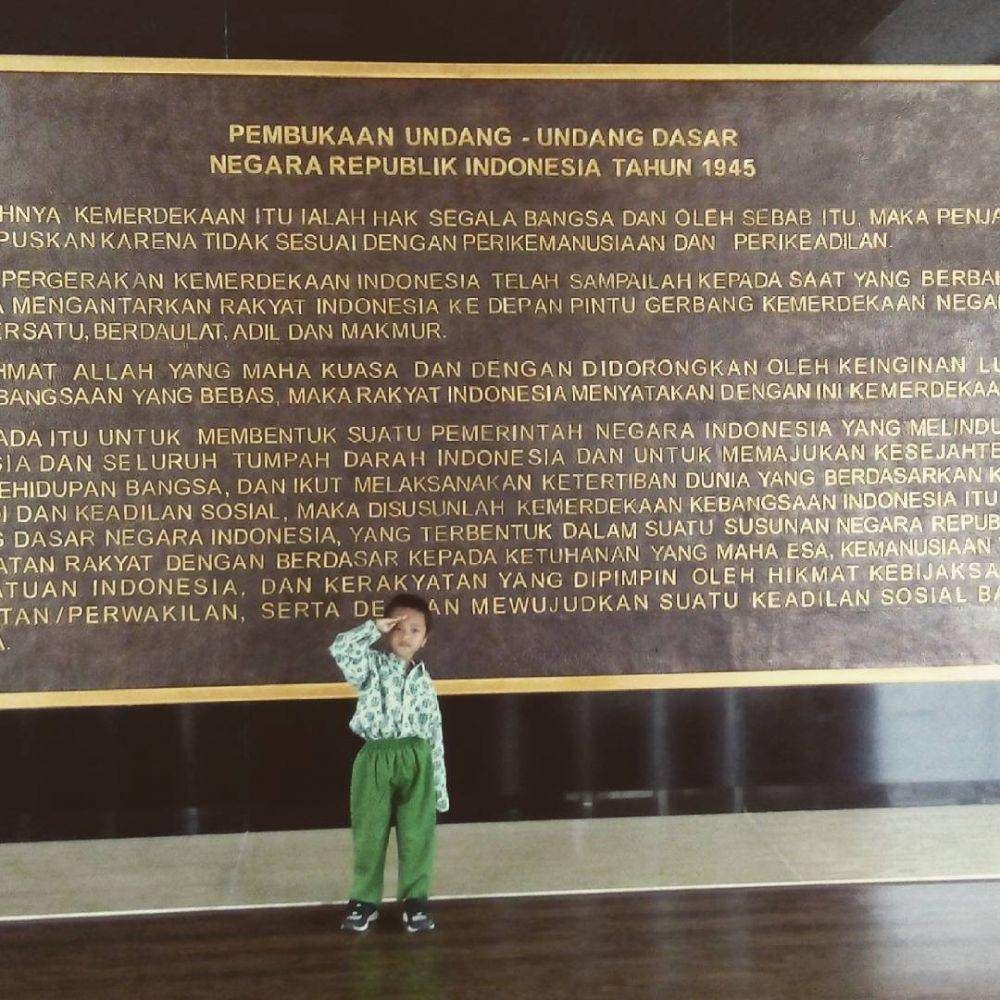 PEMBUKAAN UNDANG - UNDANG DASAR
NEGARA REPUBLIK INDONESIA TAHUN 1945
HNYA KEMERDEKAAN ITU IALAH HAK SEGALA BANGSA DAN OLEH SEBAB ITU, MAKA PENJA
PUSKAN KARENA TIDAK SESUAI DENGAN PERIKEMANUSIAAN DAN PERIKEADILAN.
PERGERAKAN KEMERDEKAAN INDONESIA TELAH SAMPAILAH KEPADA SAAT YANG BERBA
A MENGANTARKAN RAKYAT INDONESIA KE DEPAN PINTU GERBANG KEMERDEKAAN NEGA
ERSATU, BERDAULAT, ADIL DAN MAKMUR.
HMAT ALLAH YANG MAHA KUASA DAN DENGAN DIDORONGKAN OLEH KEINGINAN LU
BANGSAAN YANG BEBAS, MAKA RAKYAT INDONESIA MENYATAKAN DENGAN INI KEMERDEKAA
ADA ITU UNTUK MEMBENTUK SUATU PEMERINTAH NEGARA INDONESIA YANG MELINDU
SIA DAN SELURUH TUMPAH DARAH INDONESIA DAN UNTUK MEMAJUKAN KESEJAHTE
EHIDUPAN BANGSA, DAN IKUT MELAKSANAKAN KETERTIBAN DUNIA YANG BERDASARKAN K
DI DAN KEADILAN SOSIAL, MAKA DISUSUNLAH KEMERDEKAAN KEBANGSAAN INDONESIA ITU
G DASAR NEGARA INDONESIA, YANG TERBENTUK DALAM SUATU SUSUNAN NEGARA REPUB
ATAN RAKYAT DENGAN BERDASAR KEPADA KETUHANAN YANG MAHA ESA, KEMANUSIAAN
ATUAN INDONESIA, DAN KERAKYATAN YANG DIPIMPIN OLEH HIKMAT KEBIJAKSA
TAN/PERWAKILAN, SERTA DE AN MEWUJUDKAN SUATU KEADILAN SOSIAL BA
A.